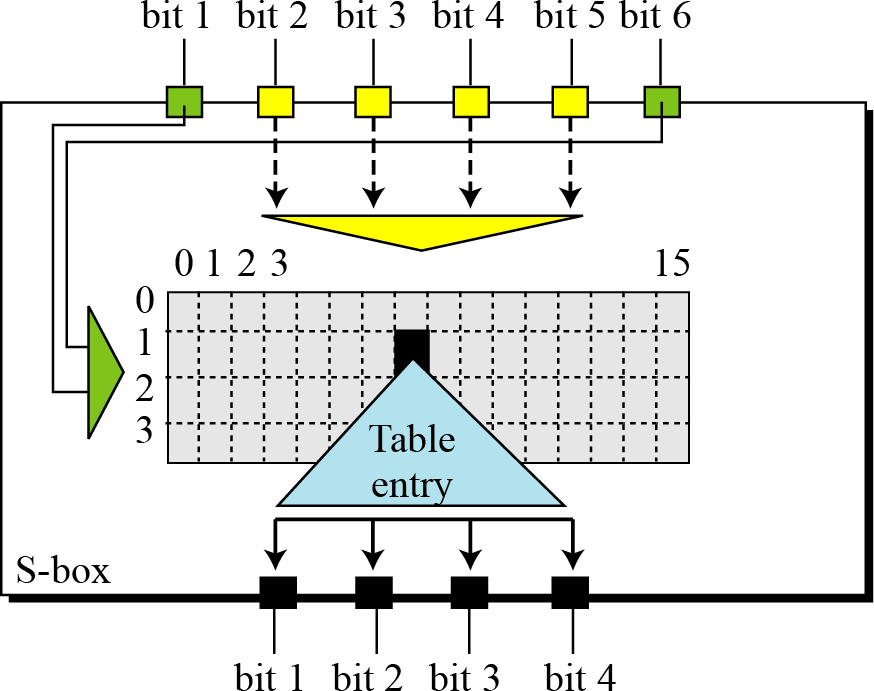 bit 1 bit 2 bit 3 bit 4 bit 5 bit 6
0 1 2 3 15
0
1
2
3
Table
entry
S-box
bit 1 bit 2 bit 3 bit 4